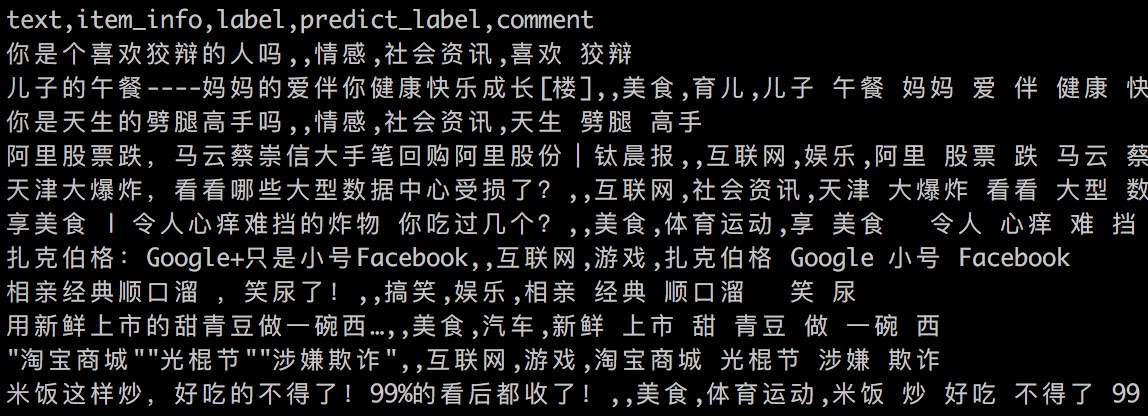 text,item_info,label,predict_label,comment
你是个喜欢狡辩的人吗,,情感,社会资讯,喜欢 狡辩
儿子的午餐----妈妈的爱伴你健康快乐成长[楼],,美食,育儿,儿子 午餐 妈妈 爱 伴 健康 快
你是天生的劈腿高手吗,,情感,社会资讯,天生 劈腿 高手
阿里股票跌, 马云蔡崇信大手笔回购阿里股份｜钛晨报,,互联网,娱乐,阿里 股票 跌 马云 蔡
天津大爆炸, 看看哪些大型数据中心受损了? ,,互联网,社会资讯,天津 大爆炸 看看 大型 数
享美食 丨 令人心痒难挡的炸物 你吃过几个? ,,美食,体育运动,享 美食   令人 心痒 难 挡
扎克伯格: Google+只是小号Facebook,,互联网,游戏,扎克伯格 Google 小号 Facebook
相亲经典顺口溜 , 笑尿了! ,,搞笑,娱乐,相亲 经典 顺口溜   笑 尿
用新鲜上市的甜青豆做一碗西…,,美食,汽车,新鲜 上市 甜 青豆 做 一碗 西
"淘宝商城""光棍节""涉嫌欺诈",,互联网,游戏,淘宝商城 光棍节 涉嫌 欺诈
米饭这样炒, 好吃的不得了! 99%的看后都收了! ,,美食,体育运动,米饭 炒 好吃 不得了 99